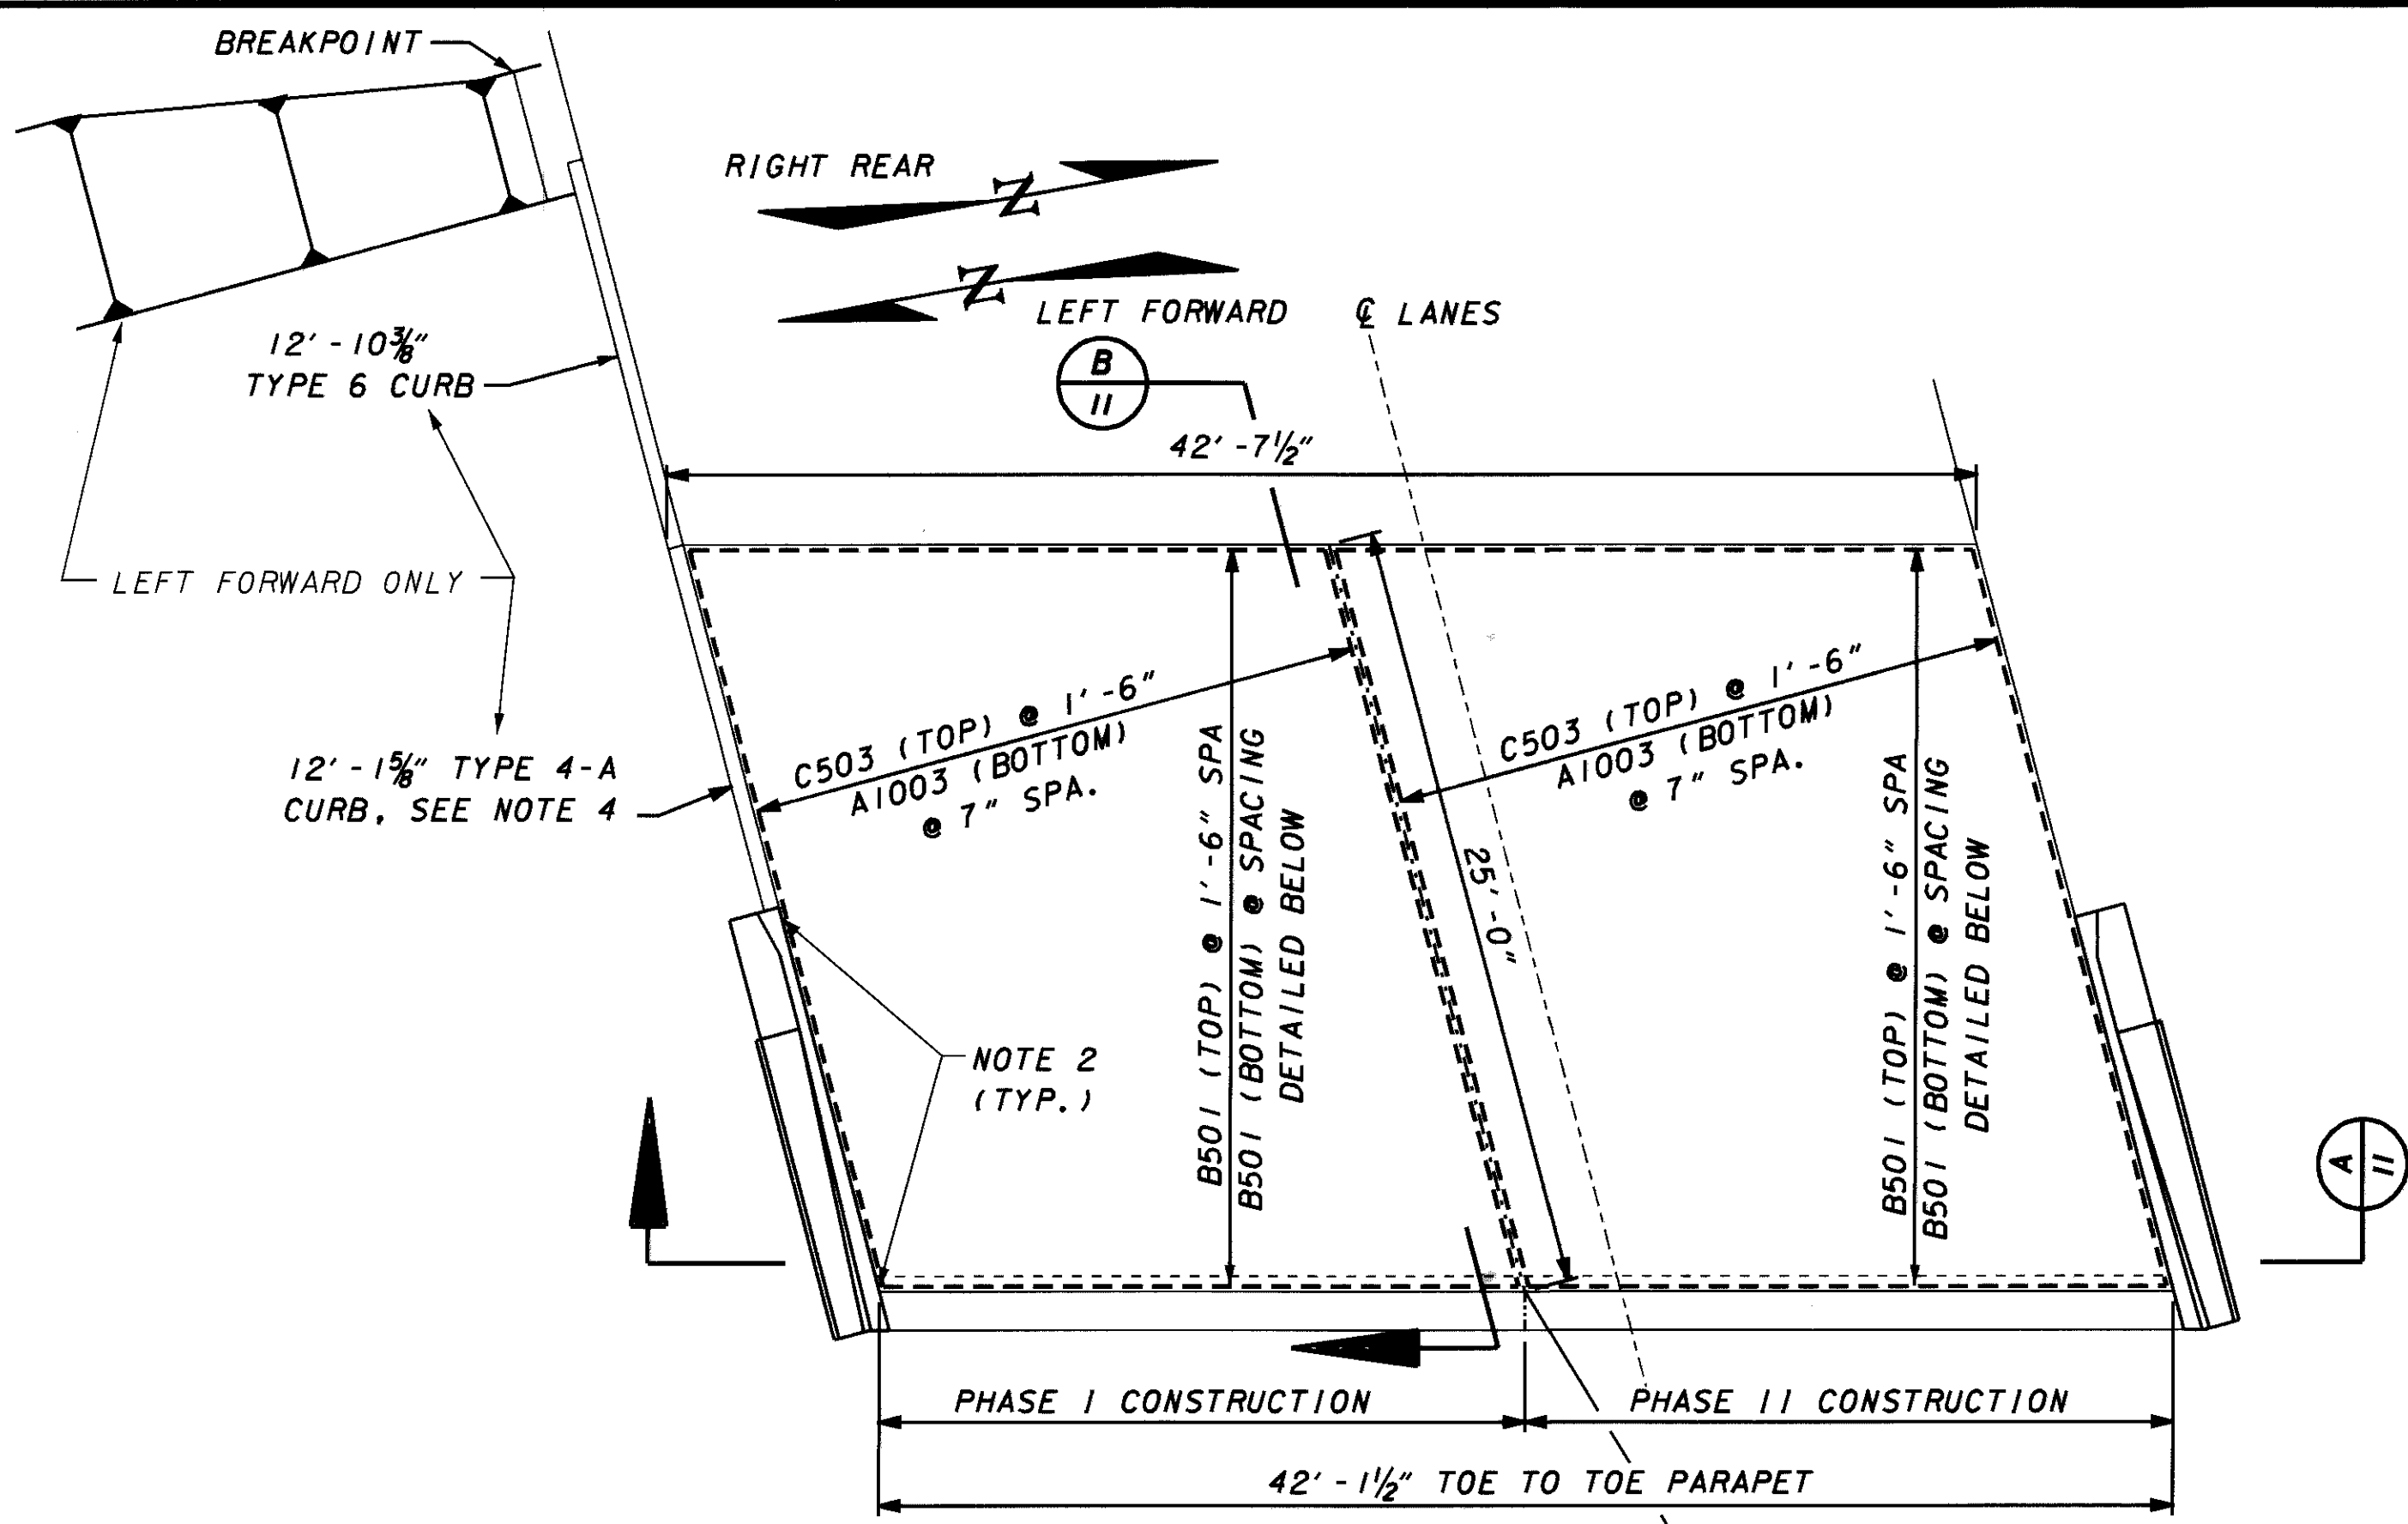 BREAKPOINT
RIGHT REAR
N
N
LEFT FORWARD
℄ LANES
12' - 10⅜"
TYPE 6 CURB
B
11
42' - 7½"
LEFT FORWARD ONLY
C503 (TOP) @ 1' - 6"
A1003 (BOTTOM)
@ 7" SPA.
C503 (TOP) @ 1' - 6"
A1003 (BOTTOM)
@ 7" SPA.
12' - 1⅝" TYPE 4-A
CURB, SEE NOTE 4
B501 (TOP) @ 1' - 6" SPA
B501 (BOTTOM) @ SPACING
DETAILED BELOW
25' - 0"
B501 (TOP) @ 1' - 6" SPA
B501 (BOTTOM) @ SPACING
DETAILED BELOW
NOTE 2
(TYP.)
A
11
PHASE I CONSTRUCTION
PHASE II CONSTRUCTION
42' - 1½" TOE TO TOE PARAPET